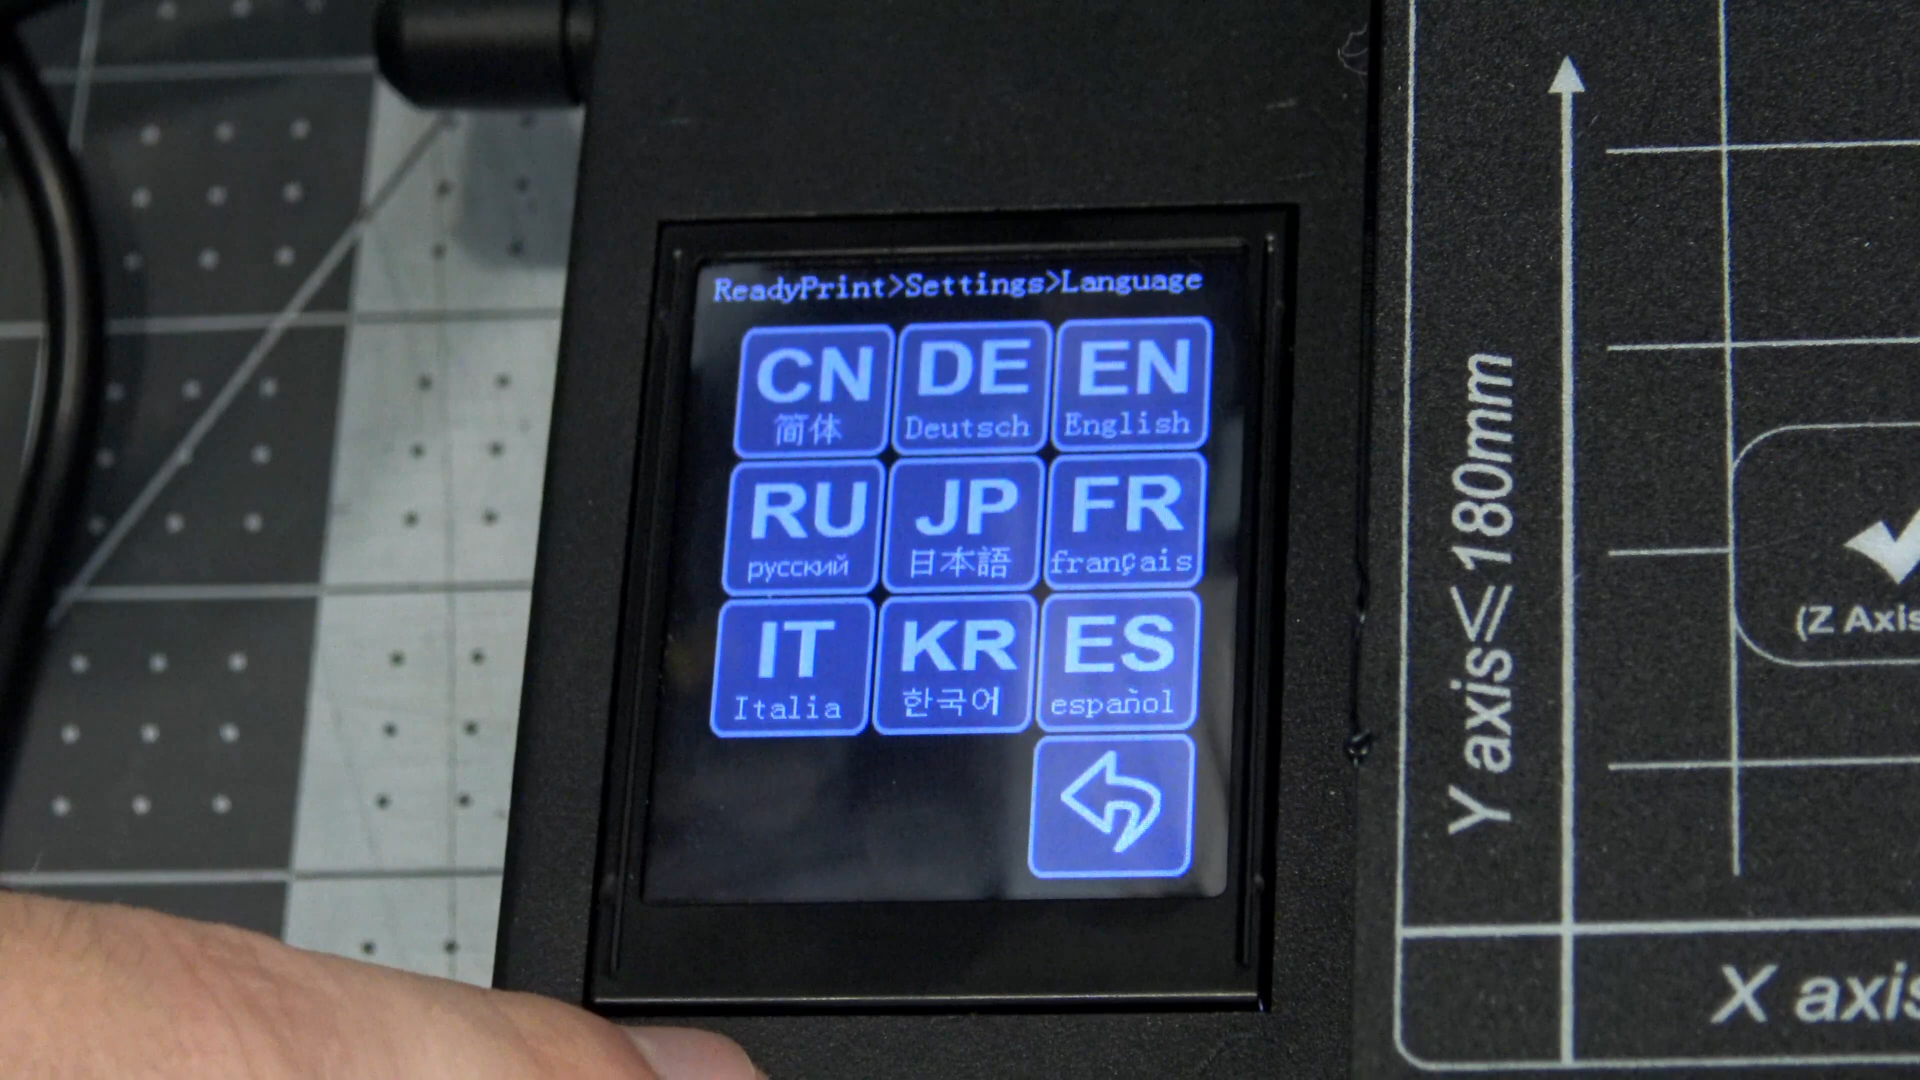 ReadyPrint>Settings>Language
CN
简体
DE
Deutsch
EN
English
RU
русский
JP
日本語
FR
français
IT
Italia
KR
한국어
ES
español
Y axis≤180mm
(Z Axis
X axis